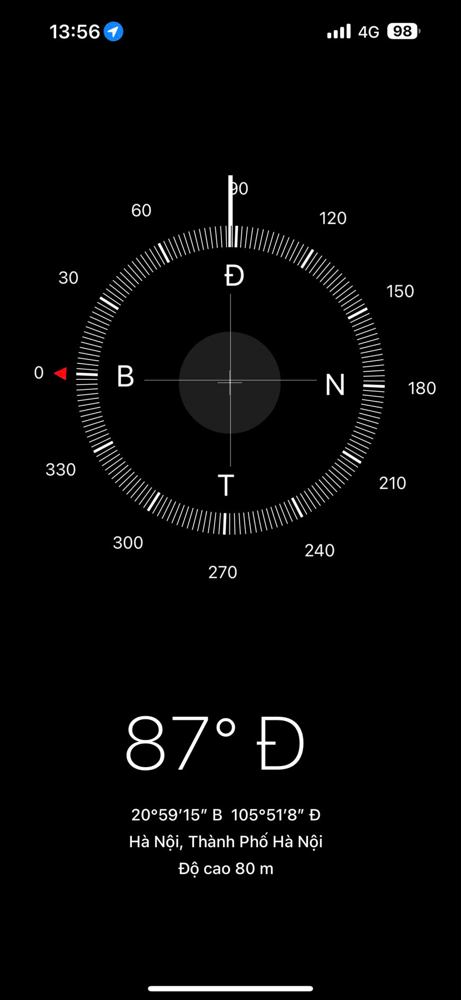 13:56 4G 98
90
60
120
30
150
Đ
0
B
N
180
330
210
T
300
240
270
87° Đ
20°59′15″ B 105°51′8″ Đ
Hà Nội, Thành Phố Hà Nội
Độ cao 80 m